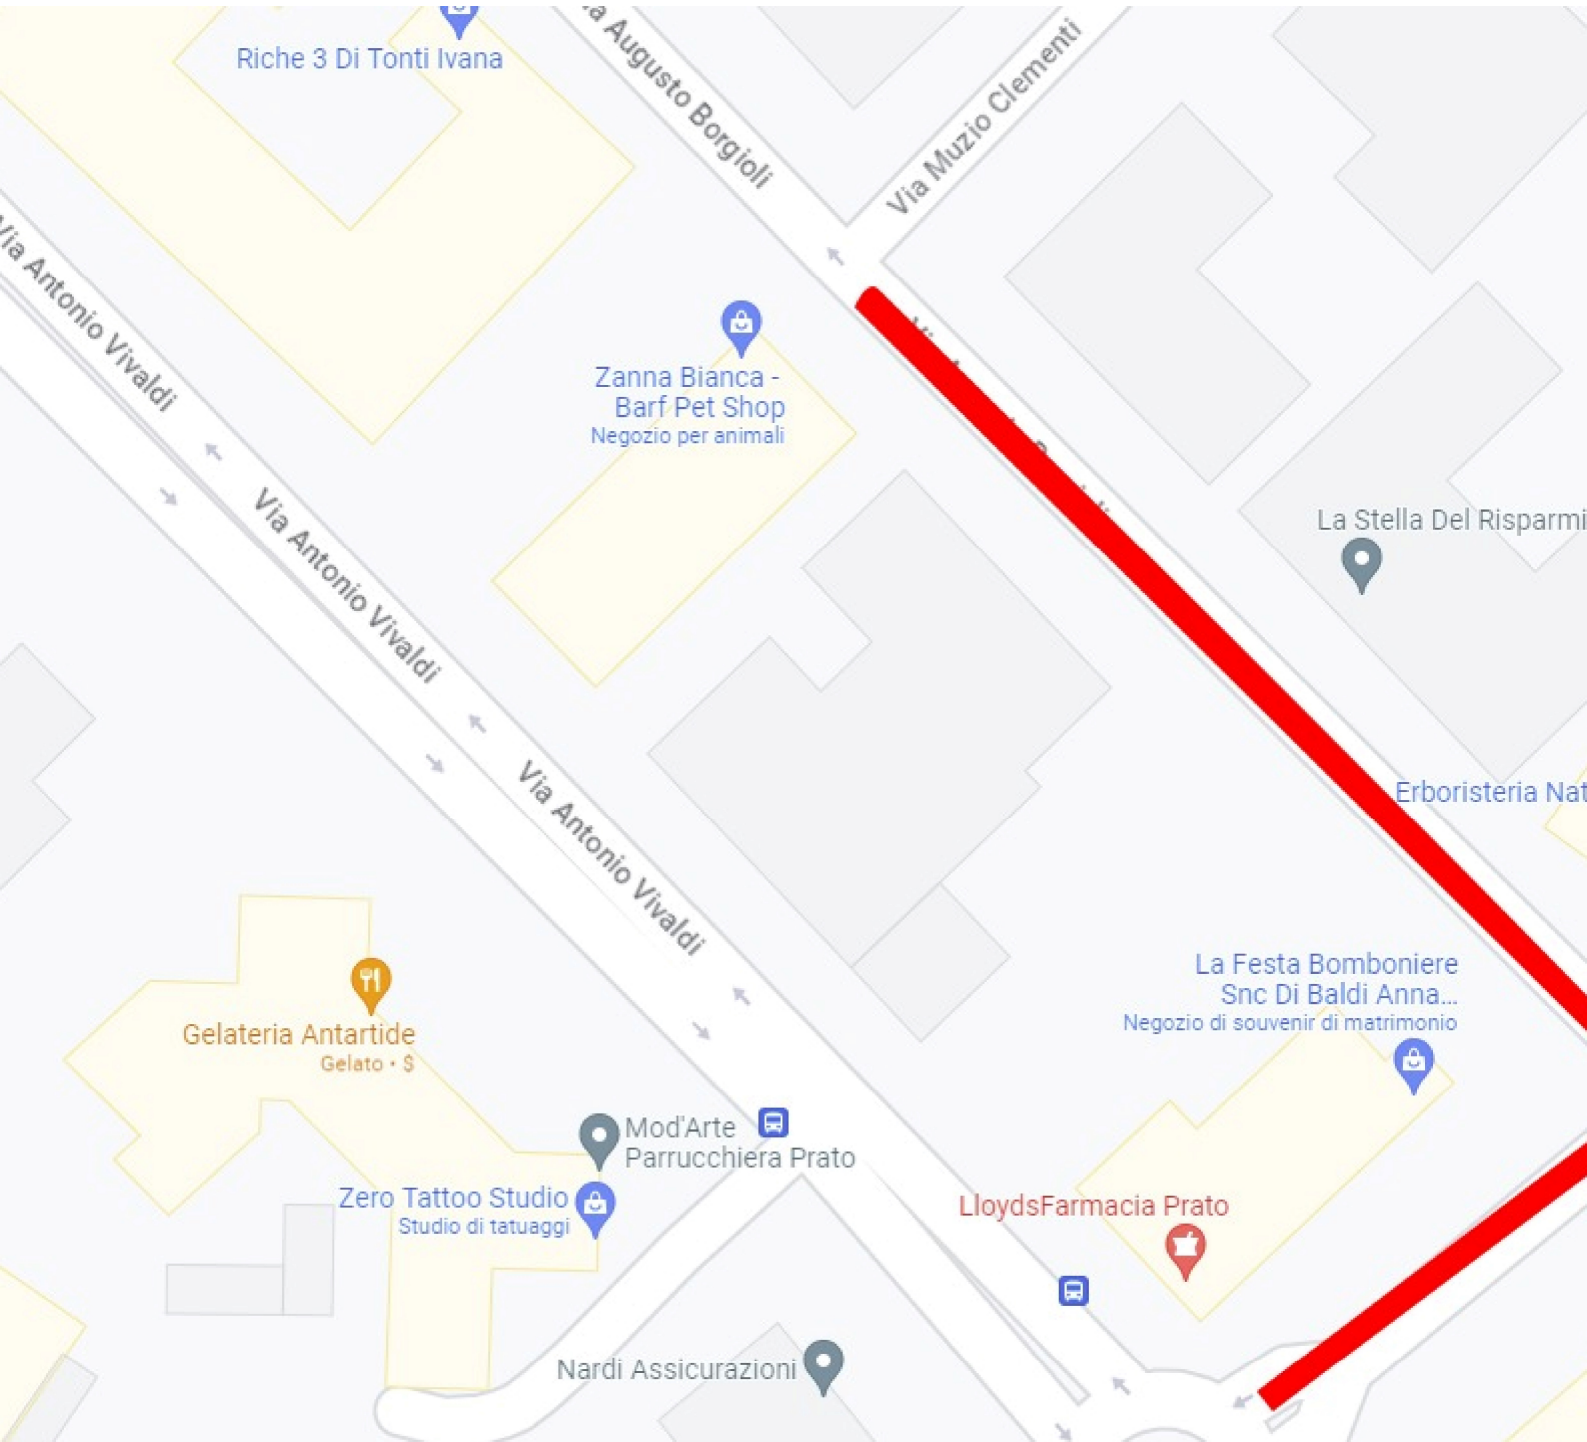 Riche 3 Di Tonti Ivana
Augusto Borgioli
Via Muzio Clementi
Via Antonio Vivaldi
Zanna Bianca -
Barf Pet Shop
Negozio per animali
Via Antonio Vivaldi
La Stella Del Risparmi
Via Antonio Vivaldi
Erboristeria Nat
La Festa Bomboniere
Snc Di Baldi Anna...
Negozio di souvenir di matrimonio
Gelateria Antartide
Gelato • $
Mod'Arte
Parrucchiera Prato
Zero Tattoo Studio
Studio di tatuaggi
LloydsFarmacia Prato
Nardi Assicurazioni